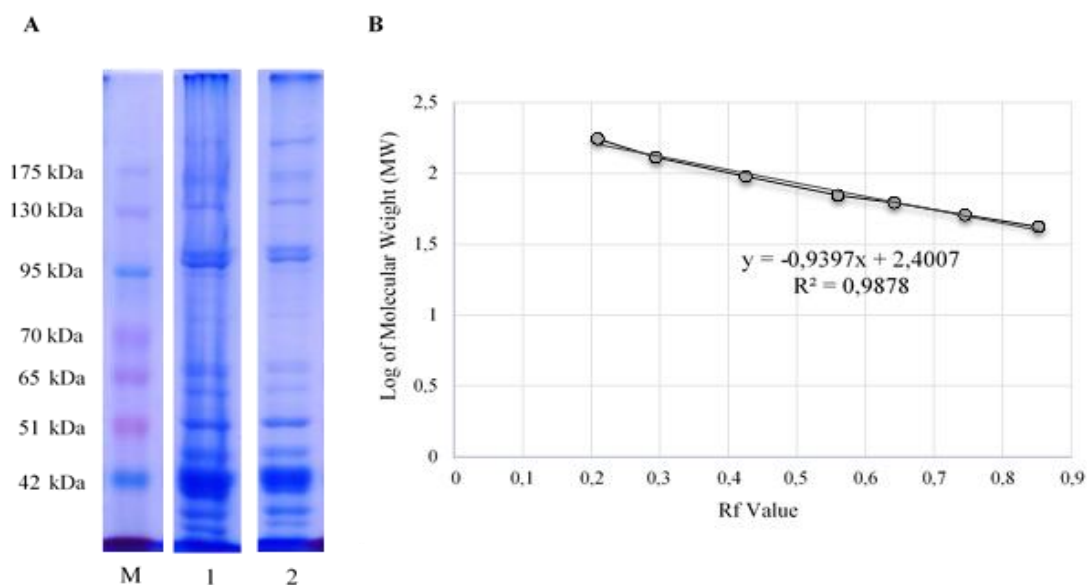 A
175 kDa
130 kDa
95 kDa
70 kDa
65 kDa
51 kDa
42 kDa
M 1 2
B
Log of Molecular Weight (MW)
2,5
2
1,5
1
0,5
0
y = -0,9397x + 2,4007
R² = 0,9878
0 0,2 0,3 0,4 0,5 0,6 0,7 0,8 0,9
Rf Value